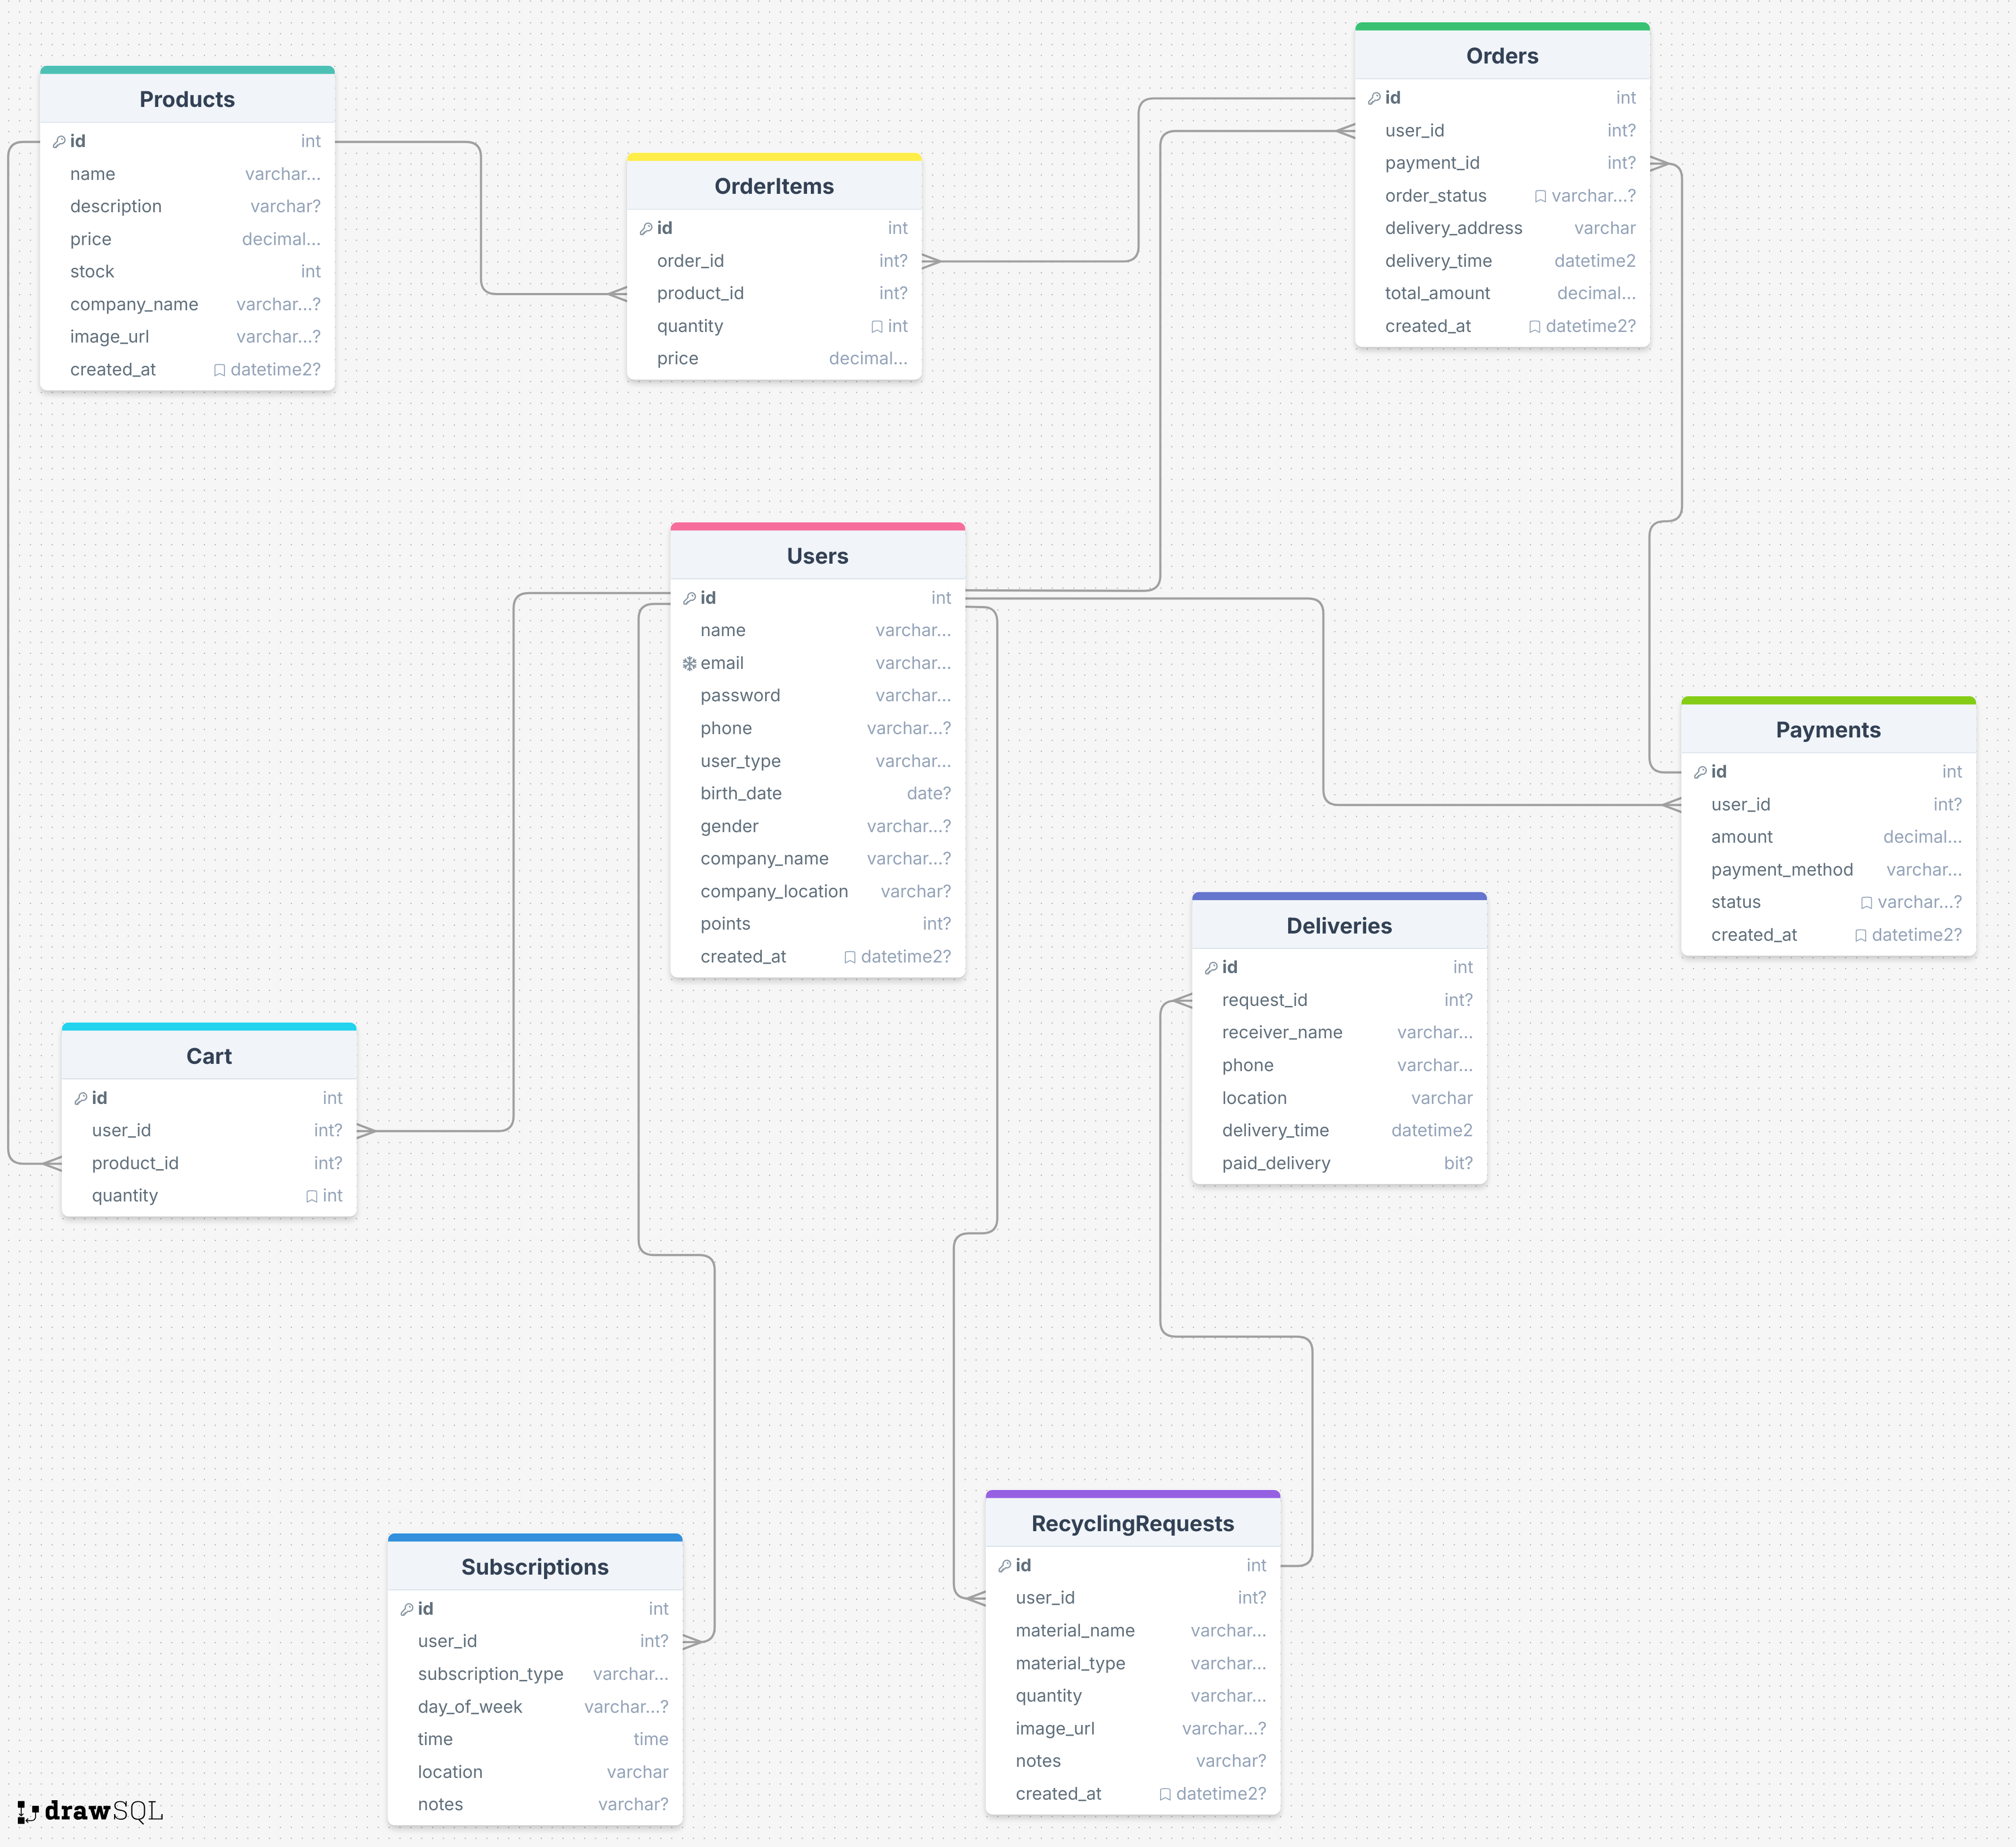 Products
id int
name varchar...
description varchar?
price decimal...
stock int
company_name varchar...?
image_url varchar...?
created_at datetime2?
OrderItems
id int
order_id int?
product_id int?
quantity int
price decimal...
Orders
id int
user_id int?
payment_id int?
order_status varchar...?
delivery_address varchar
delivery_time datetime2
total_amount decimal...
created_at datetime2?
Users
id int
name varchar...
email varchar...
password varchar...
phone varchar...?
user_type varchar...
birth_date date?
gender varchar...?
company_name varchar...?
company_location varchar?
points int?
created_at datetime2?
Payments
id int
user_id int?
amount decimal...
payment_method varchar...
status varchar...?
created_at datetime2?
Deliveries
id int
request_id int?
receiver_name varchar...
phone varchar...
location varchar
delivery_time datetime2
paid_delivery bit?
Cart
id int
user_id int?
product_id int?
quantity int
Subscriptions
id int
user_id int?
subscription_type varchar...
day_of_week varchar...?
time time
location varchar
notes varchar?
RecyclingRequests
id int
user_id int?
material_name varchar...
material_type varchar...
quantity varchar...
image_url varchar...?
notes varchar?
created_at datetime2?
drawSQL